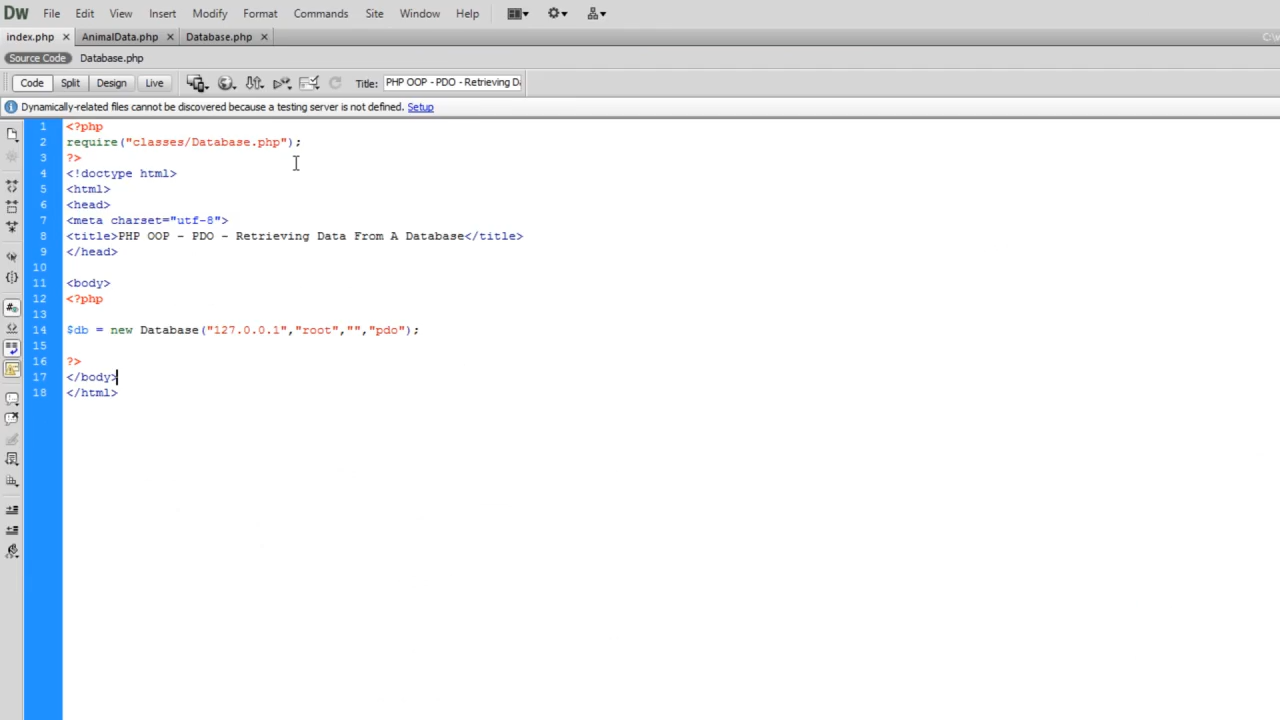 Dw File Edit View Insert Modify Format Commands Site Window Help
index.php × AnimalData.php × Database.php ×
Source Code Database.php
Code Split Design Live Title: PHP OOP - PDO - Retrieving D
Dynamically-related files cannot be discovered because a testing server is not defined. Setup
1 <?php
2 require("classes/Database.php");
3 ?>
4 <!doctype html>
5 <html>
6 <head>
7 <meta charset="utf-8">
8 <title>PHP OOP - PDO - Retrieving Data From A Database</title>
9 </head>
10
11 <body>
12 <?php
13
14 $db = new Database("127.0.0.1","root","","pdo");
15
16 ?>
17 </body>
18 </html>